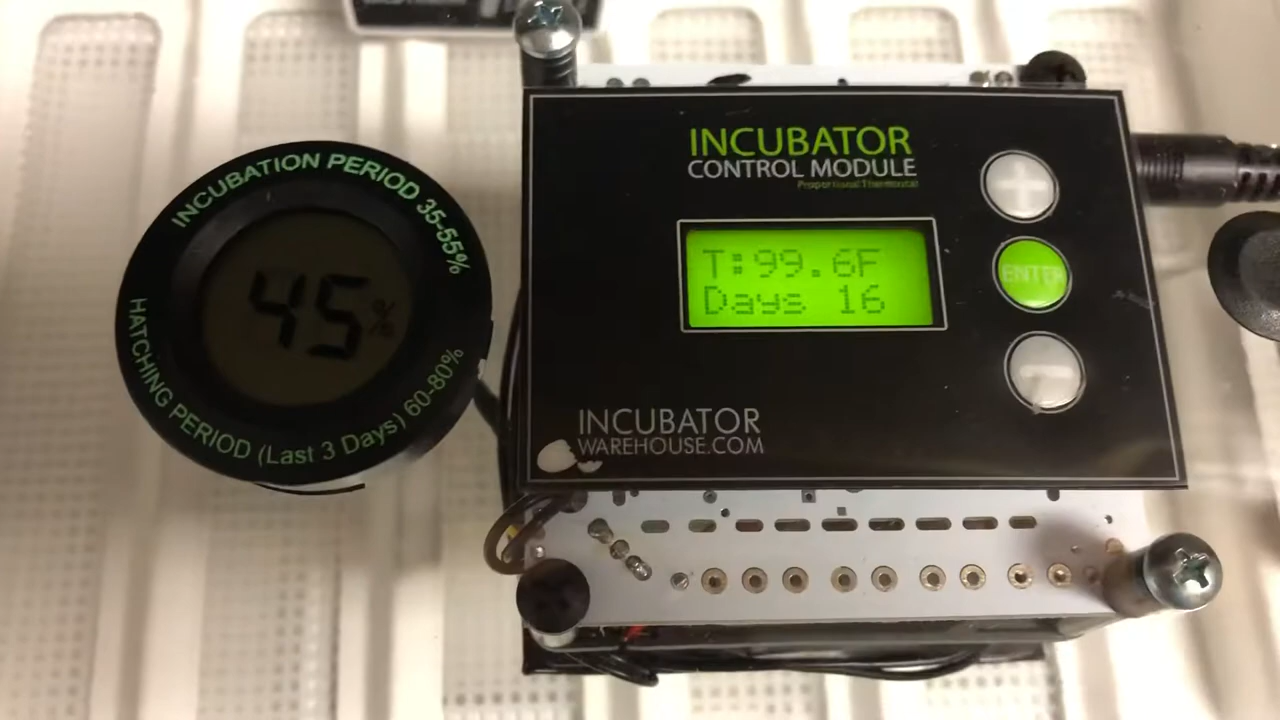 INCUBATION PERIOD 35-55%
45%
HATCHING PERIOD (Last 3 Days) 60-80%
INCUBATOR
CONTROL MODULE
Proportional Thermostat
+
T:99.6F
ENTER
Days 16
-
INCUBATOR
WAREHOUSE.COM